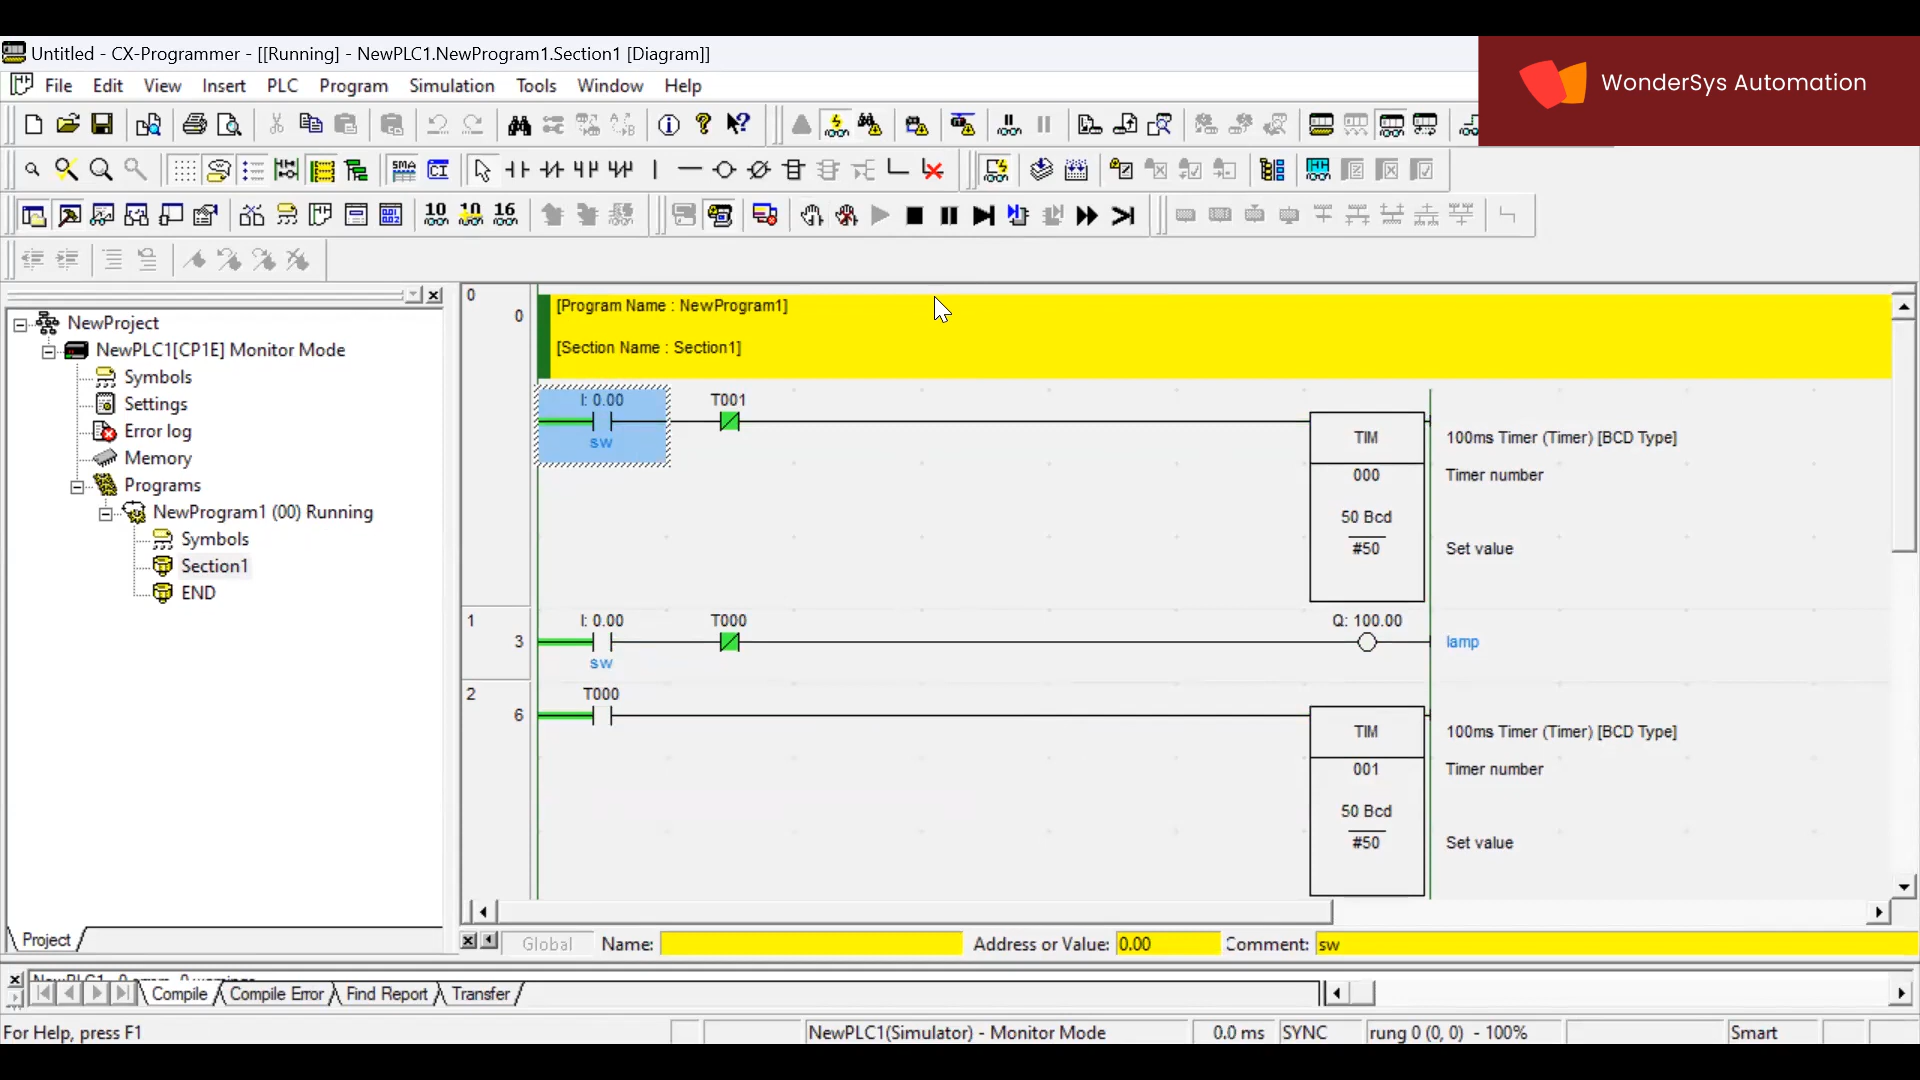 Untitled - CX-Programmer - [[Running] - NewPLC1.NewProgram1.Section1 [Diagram]]
WonderSys Automation
File Edit View Insert PLC Program Simulation Tools Window Help
SMA CI
10 10 16
NewProject
NewPLC1[CP1E] Monitor Mode
Symbols
Settings
Error log
Memory
Programs
NewProgram1 (00) Running
Symbols
Section1
END
Project
0
0
[Program Name : NewProgram1]
[Section Name : Section1]
I: 0.00 T001
sw
TIM 100ms Timer (Timer) [BCD Type]
000 Timer number
50 Bcd
#50 Set value
1
3
I: 0.00 T000 Q: 100.00
sw
lamp
2
6
T000
TIM 100ms Timer (Timer) [BCD Type]
001 Timer number
50 Bcd
#50 Set value
Global Name: Address or Value: 0.00 Comment: sw
Compile Compile Error Find Report Transfer
For Help, press F1 NewPLC1(Simulator) - Monitor Mode 0.0 ms SYNC rung 0 (0, 0) - 100% Smart